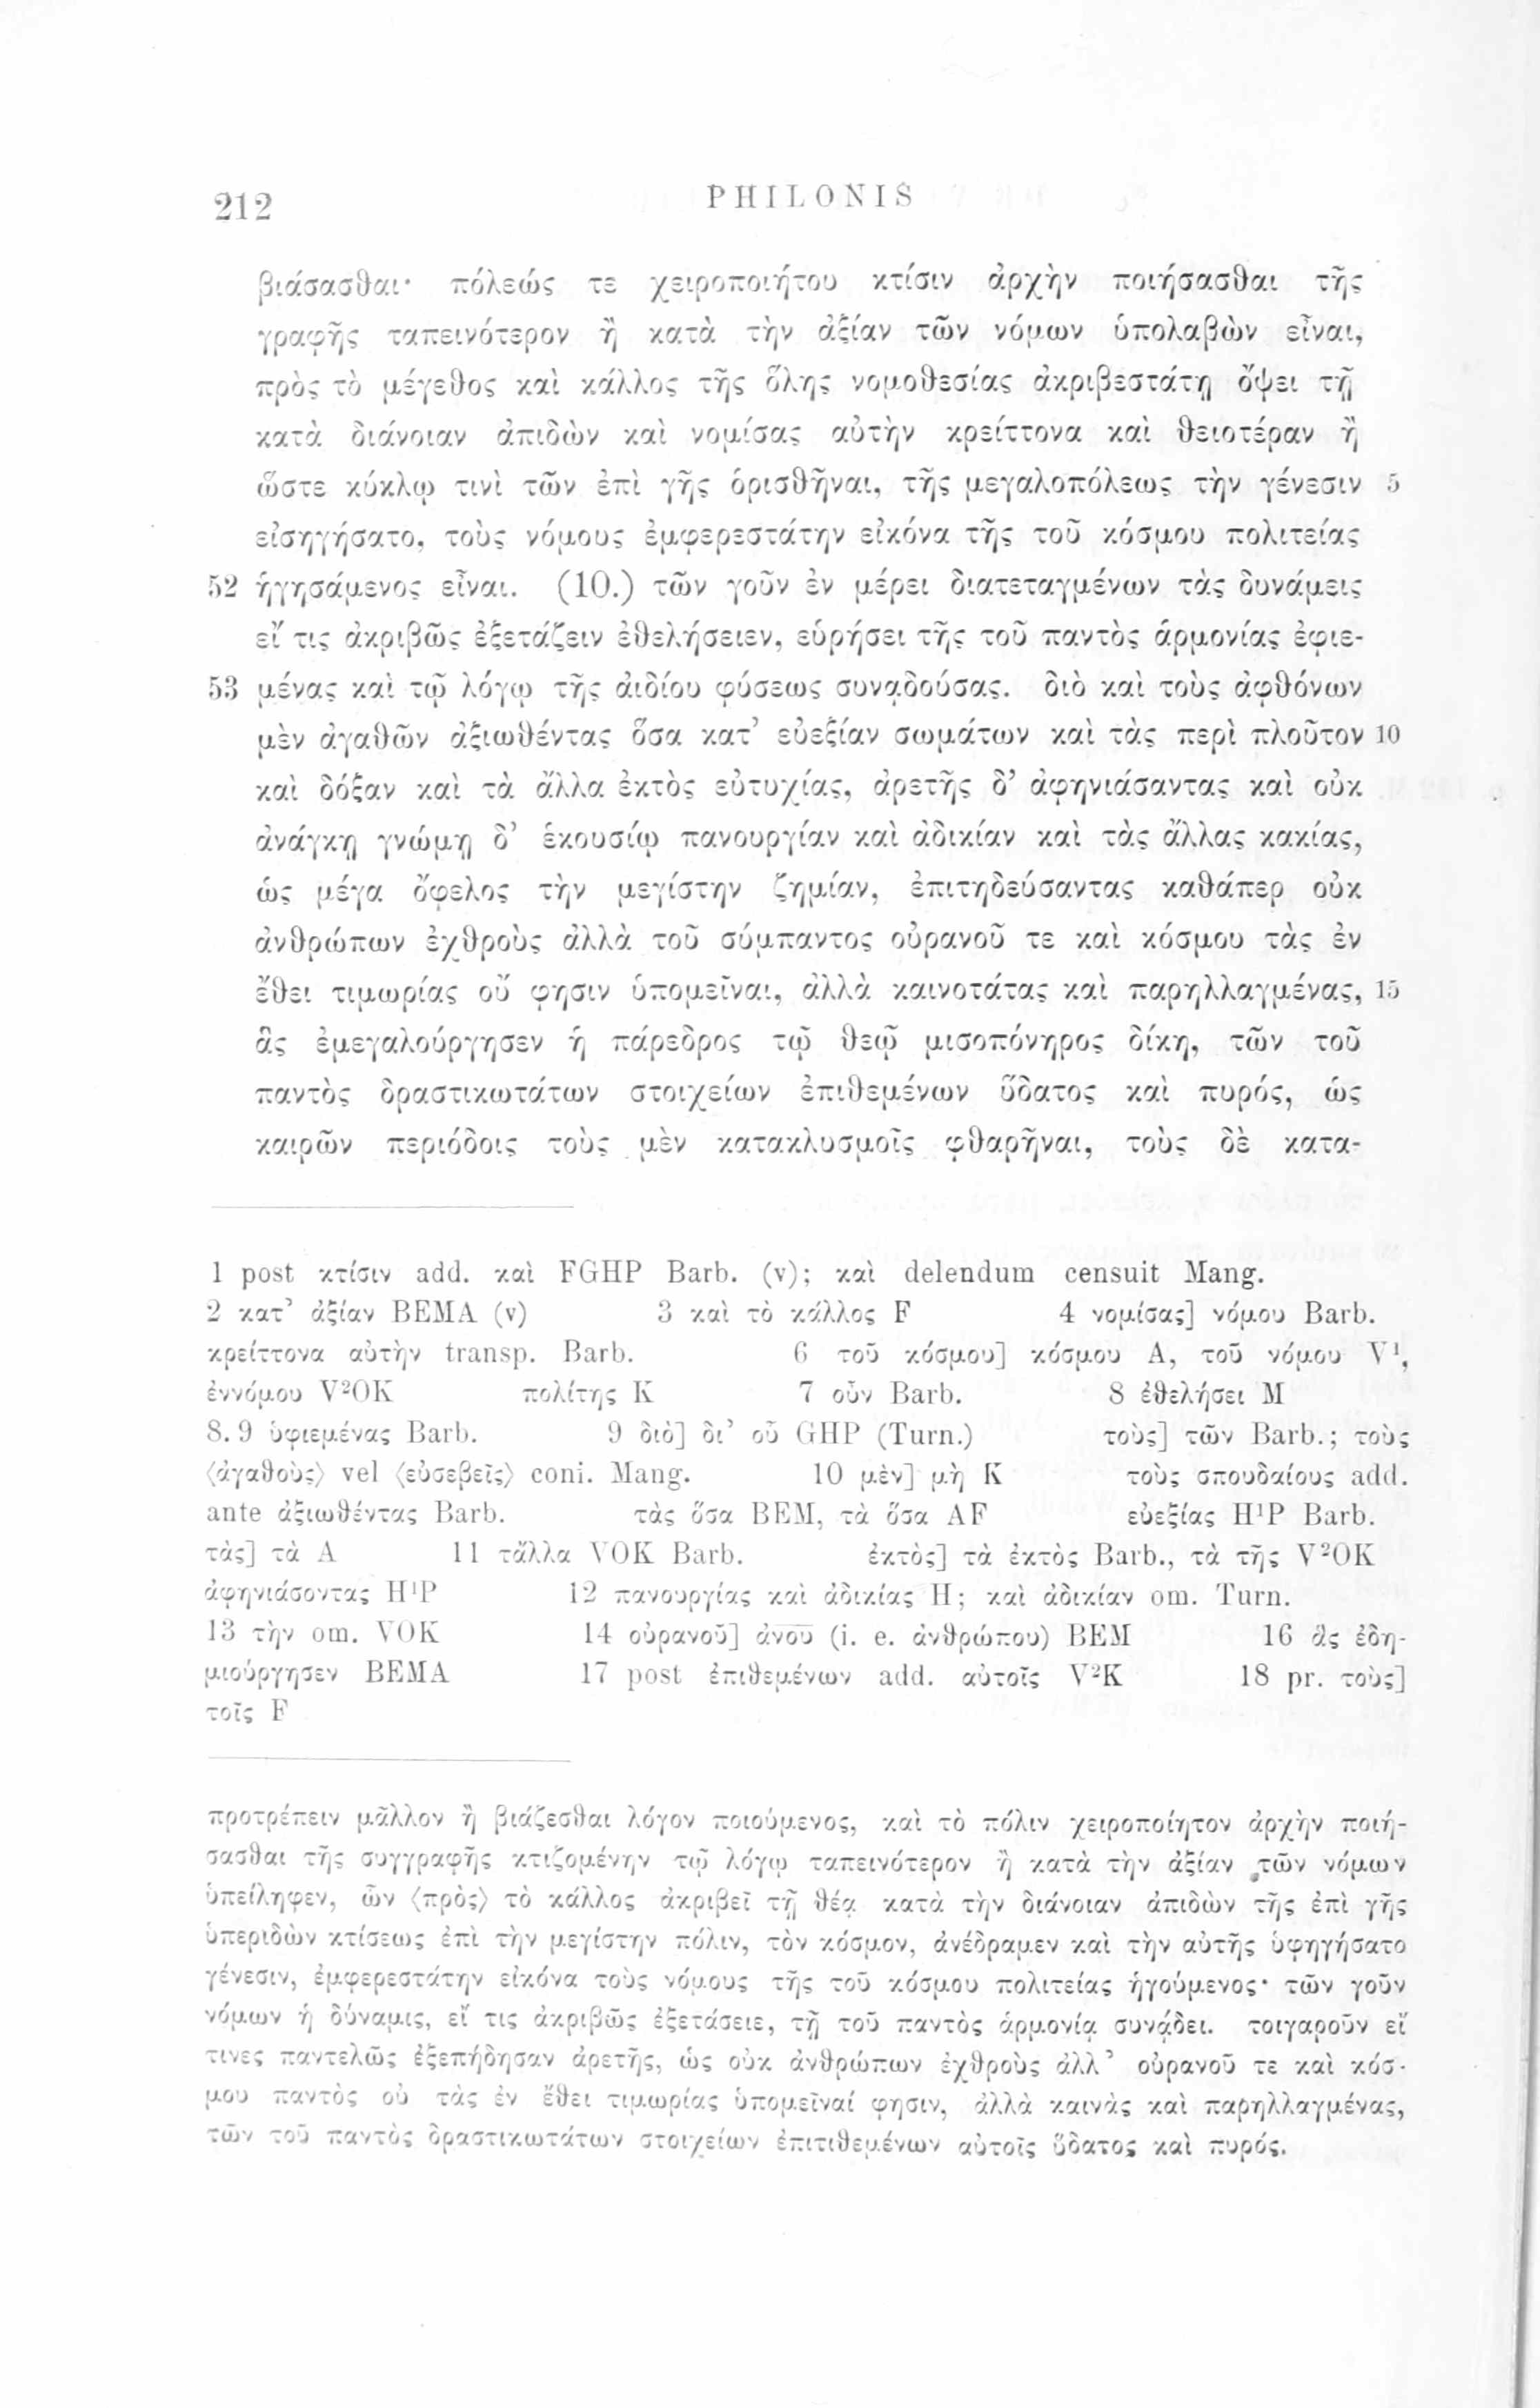 212
PHILONIS
βιάσασθαι· πόλεώς τε χειροποιήτου κτίσιν ἀρχὴν ποιήσασθαι τῆς
γραφῆς ταπεινότερον ἢ κατὰ τὴν ἀξίαν τῶν νόμων ὑπολαβὼν εἶναι,
πρὸς τὸ μέγεθος καὶ κάλλος τῆς ὅλης νομοθεσίας ἀκριβεστάτῃ ὄψει τῇ
κατὰ διάνοιαν ἀπιδὼν καὶ νομίσας αὐτὴν κρείττονα καὶ θειοτέραν ἢ
ὥστε κύκλῳ τινὶ τῶν ἐπὶ γῆς ὁρισθῆναι, τῆς μεγαλοπόλεως τὴν γένεσιν 5
εἰσηγήσατο, τοὺς νόμους ἐμφερεστάτην εἰκόνα τῆς τοῦ κόσμου πολιτείας
52 ἡγησάμενος εἶναι. (10.) τῶν γοῦν ἐν μέρει διατεταγμένων τὰς δυνάμεις
εἴ τις ἀκριβῶς ἐξετάζειν ἐθελήσειεν, εὑρήσει τῆς τοῦ παντὸς ἁρμονίας ἐφιε-
53 μένας καὶ τῷ λόγῳ τῆς ἀιδίου φύσεως συνᾳδούσας. διὸ καὶ τοὺς ἀφθόνων
μὲν ἀγαθῶν ἀξιωθέντας ὅσα κατ’ εὐεξίαν σωμάτων καὶ τὰς περὶ πλοῦτον 10
καὶ δόξαν καὶ τὰ ἄλλα ἐκτὸς εὐτυχίας, ἀρετῆς δ’ ἀφηνιάσαντας καὶ οὐκ
ἀνάγκῃ γνώμῃ δ’ ἑκουσίῳ πανουργίαν καὶ ἀδικίαν καὶ τὰς ἄλλας κακίας,
ὡς μέγα ὄφελος τὴν μεγίστην ζημίαν, ἐπιτηδεύσαντας καθάπερ οὐκ
ἀνθρώπων ἐχθροὺς ἀλλὰ τοῦ σύμπαντος οὐρανοῦ τε καὶ κόσμου τὰς ἐν
ἔθει τιμωρίας οὔ φησιν ὑπομεῖναι, ἀλλὰ καινοτάτας καὶ παρηλλαγμένας, 15
ἃς ἐμεγαλούργησεν ἡ πάρεδρος τῷ θεῷ μισοπόνηρος δίκη, τῶν τοῦ
παντὸς δραστικωτάτων στοιχείων ἐπιθεμένων ὕδατος καὶ πυρός, ὡς
καιρῶν περιόδοις τοὺς μὲν κατακλυσμοῖς φθαρῆναι, τοὺς δὲ κατα-
1 post κτίσιν add. καὶ FGHP Barb. (v); καὶ delendum censuit Mang.
2 κατ’ ἀξίαν BEMA (v) 3 καὶ τὸ κάλλος F 4 νομίσας] νόμου Barb.
κρείττονα αὐτὴν transp. Barb. 6 τοῦ κόσμου] κόσμου A, τοῦ νόμου V¹,
ἐννόμου V²OK πολίτης K 7 οὖν Barb. 8 ἐθελήσει M
8. 9 ὑφιεμένας Barb. 9 διὸ] δι’ οὗ GHP (Turn.) τοὺς] τῶν Barb.; τοὺς
⟨ἀγαθοὺς⟩ vel ⟨εὐσεβεῖς⟩ coni. Mang. 10 μὲν] μὴ K τοὺς σπουδαίους add.
ante ἀξιωθέντας Barb. τὰς ὅσα BEM, τὰ ὅσα AF εὐεξίας H¹P Barb.
τὰς] τὰ A 11 τἄλλα VOK Barb. ἐκτὸς] τὰ ἐκτὸς Barb., τὰ τῆς V²OK
ἀφηνιάσοντας H¹P 12 πανουργίας καὶ ἀδικίας H; καὶ ἀδικίαν om. Turn.
13 τὴν om. VOK 14 οὐρανοῦ] ἀνου (i. e. ἀνθρώπου) BEM 16 ἃς ἐδη-
μιούργησεν BEMA 17 post ἐπιθεμένων add. αὐτοῖς V²K 18 pr. τοὺς]
τοῖς F
προτρέπειν μᾶλλον ἢ βιάζεσθαι λόγον ποιούμενος, καὶ τὸ πόλιν χειροποίητον ἀρχὴν ποιή-
σασθαι τῆς συγγραφῆς κτιζομένην τῷ λόγῳ ταπεινότερον ἢ κατὰ τὴν ἀξίαν τῶν νόμων
ὑπείληφεν, ὧν ⟨πρὸς⟩ τὸ κάλλος ἀκριβεῖ τῇ θέᾳ κατὰ τὴν διάνοιαν ἀπιδὼν τῆς ἐπὶ γῆς
ὑπεριδὼν κτίσεως ἐπὶ τὴν μεγίστην πόλιν, τὸν κόσμον, ἀνέδραμεν καὶ τὴν αὐτῆς ὑφηγήσατο
γένεσιν, ἐμφερεστάτην εἰκόνα τοὺς νόμους τῆς τοῦ κόσμου πολιτείας ἡγούμενος· τῶν γοῦν
νόμων ἡ δύναμις, εἴ τις ἀκριβῶς ἐξετάσειε, τῇ τοῦ παντὸς ἁρμονίᾳ συνᾴδει. τοιγαροῦν εἴ
τινες παντελῶς ἐξεπήδησαν ἀρετῆς, ὡς οὐκ ἀνθρώπων ἐχθροὺς ἀλλ’ οὐρανοῦ τε καὶ κόσ-
μου παντὸς οὐ τὰς ἐν ἔθει τιμωρίας ὑπομεῖναί φησιν, ἀλλὰ καινὰς καὶ παρηλλαγμένας,
τῶν τοῦ παντὸς δραστικωτάτων στοιχείων ἐπιτιθεμένων αὐτοῖς ὕδατος καὶ πυρός.